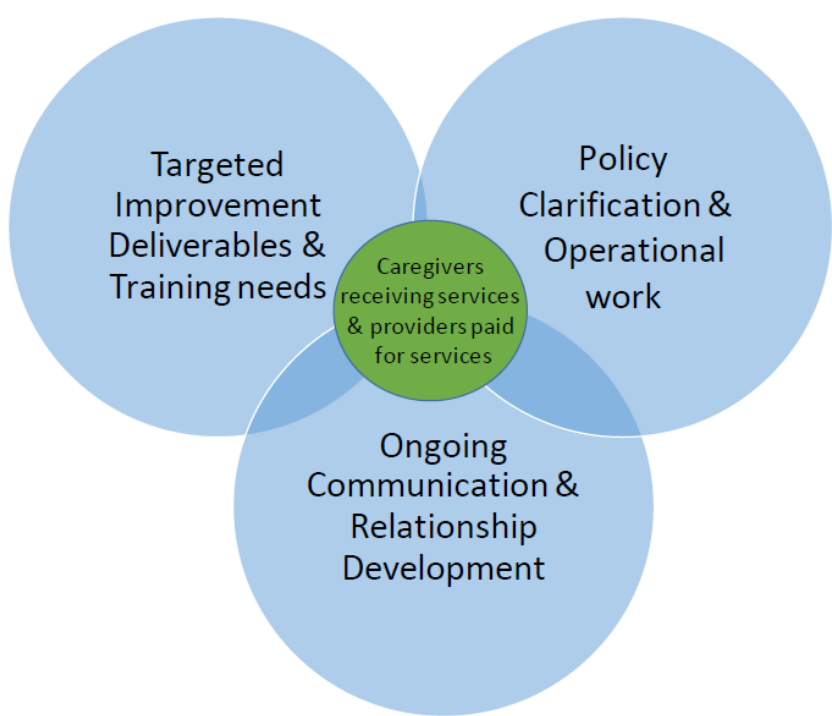 Targeted
Improvement
Deliverables &
Training needs
Policy
Clarification &
Operational
work
Caregivers
receiving services
& providers paid
for services
Ongoing
Communication &
Relationship
Development